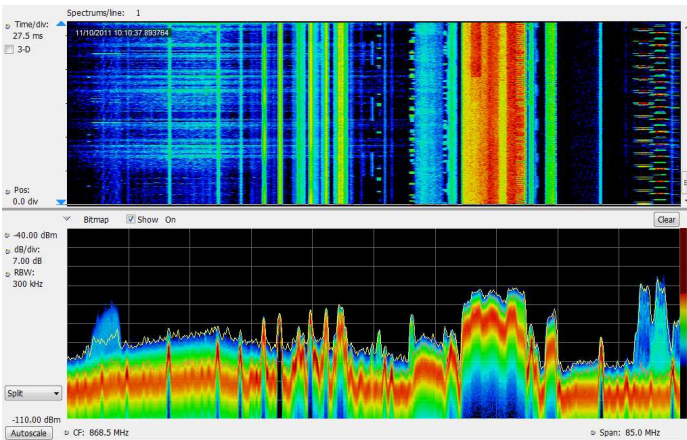 Spectrums/line: 1
Time/div:
27.5 ms
11/10/2011 10:10:37.893764
3-D
Pos:
0.0 div
Bitmap Show On Clear
-40.00 dBm
dB/div:
7.00 dB
RBW:
300 kHz
Split
-110.00 dBm
Autoscale CF: 868.5 MHz Span: 85.0 MHz